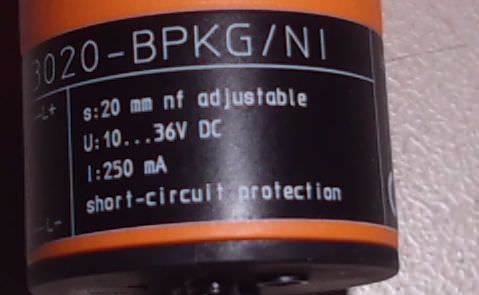 3020-BPKG/NI
L+ s:20 mm nf adjustable
U:10...36V DC
I:250 mA
L- short-circuit protection